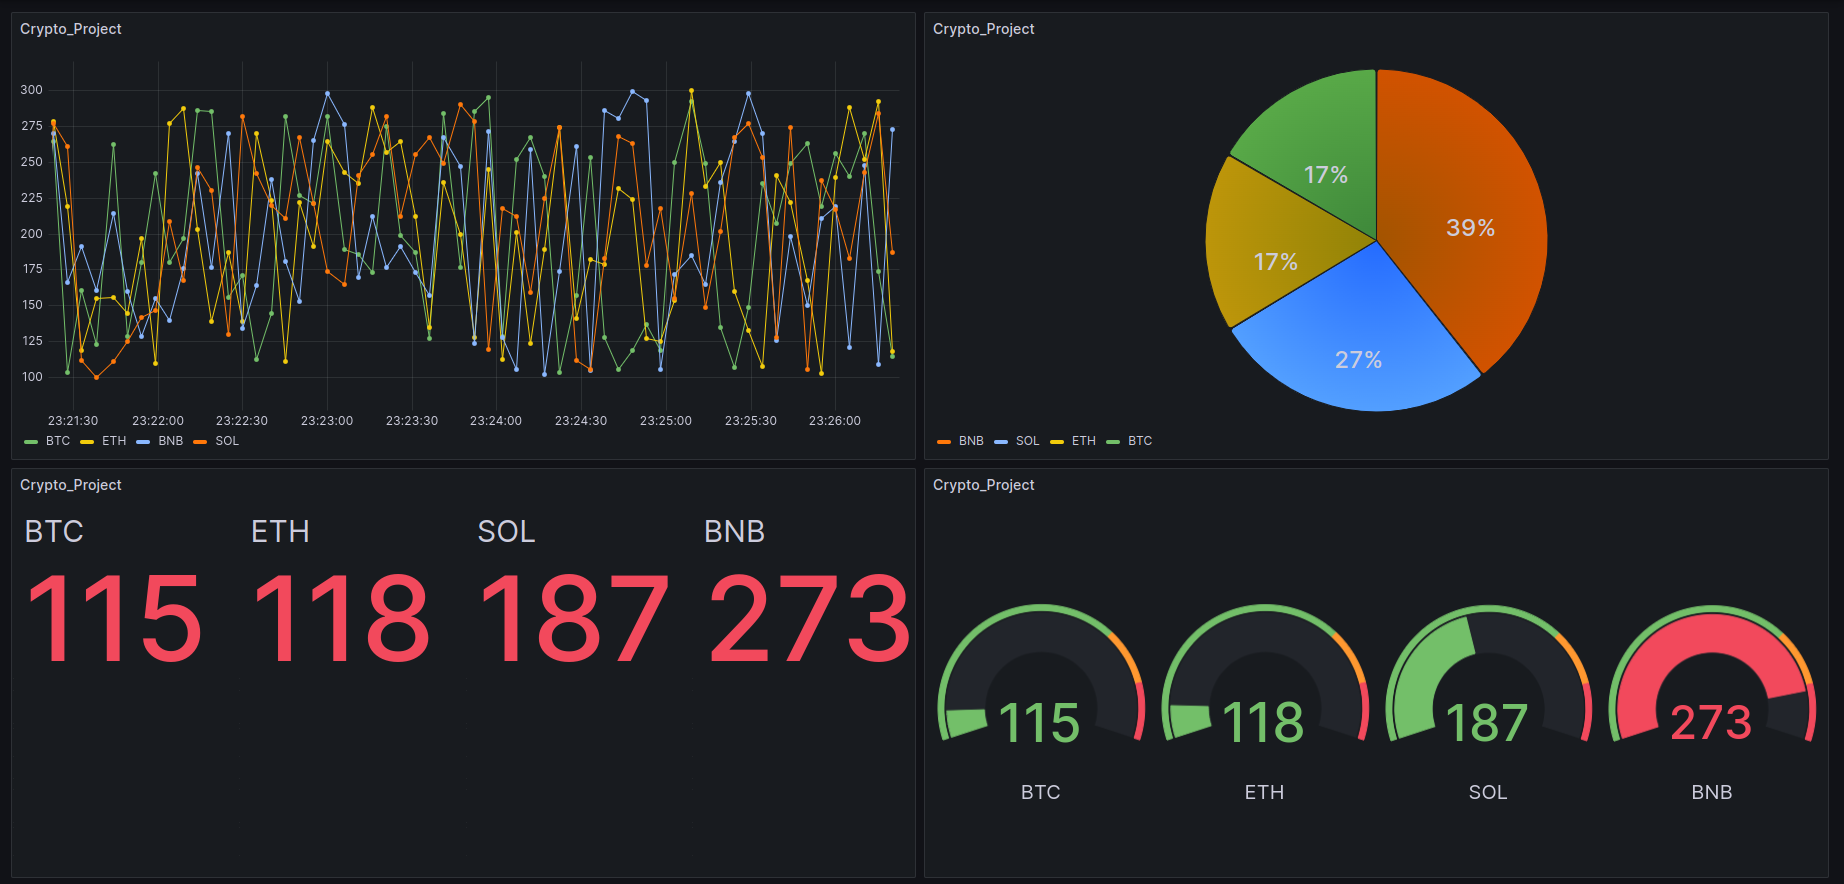 Crypto_Project
300
275
250
225
200
175
150
125
100
23:21:30 23:22:00 23:22:30 23:23:00 23:23:30 23:24:00 23:24:30 23:25:00 23:25:30 23:26:00
BTC ETH BNB SOL
Crypto_Project
17%
39%
17%
27%
BNB SOL ETH BTC
Crypto_Project
BTC ETH SOL BNB
115 118 187 273
Crypto_Project
115 118 187 273
BTC ETH SOL BNB